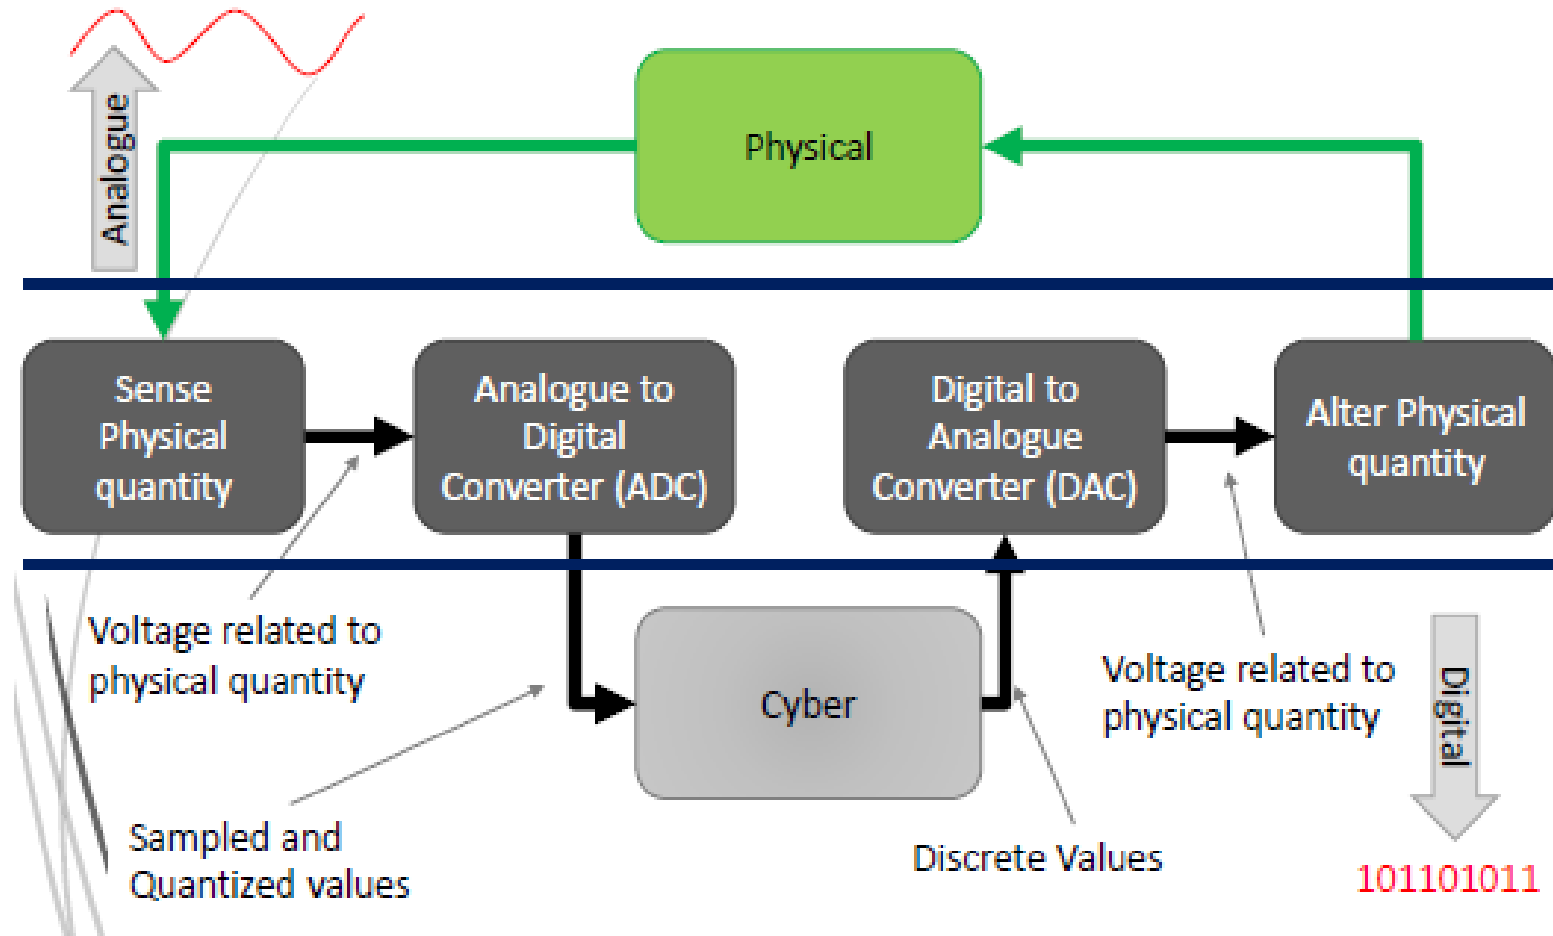 Analogue
Physical
Sense
Physical
quantity
Analogue to
Digital
Converter (ADC)
Digital to
Analogue
Converter (DAC)
Alter Physical
quantity
Voltage related to
physical quantity
Cyber
Voltage related to
physical quantity
Digital
Sampled and
Quantized values
Discrete Values
101101011